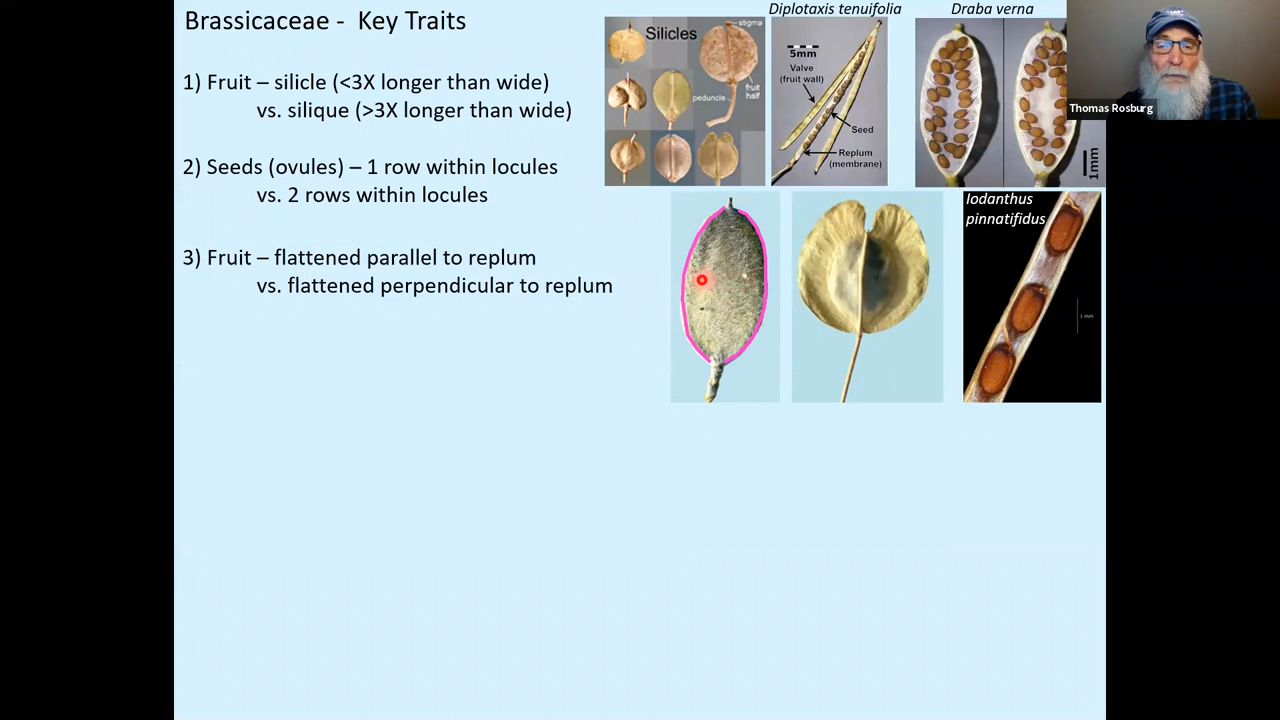 Brassicaceae - Key Traits
1) Fruit – silicle (<3X longer than wide)
vs. silique (>3X longer than wide)
2) Seeds (ovules) – 1 row within locules
vs. 2 rows within locules
3) Fruit – flattened parallel to replum
vs. flattened perpendicular to replum
Silicles
stigma
peduncle
fruit
half
Diplotaxis tenuifolia
5mm
Valve
(fruit wall)
Seed
Replum
(membrane)
Draba verna
1mm
Thomas Rosburg
Iodanthus
pinnatifidus
1 mm